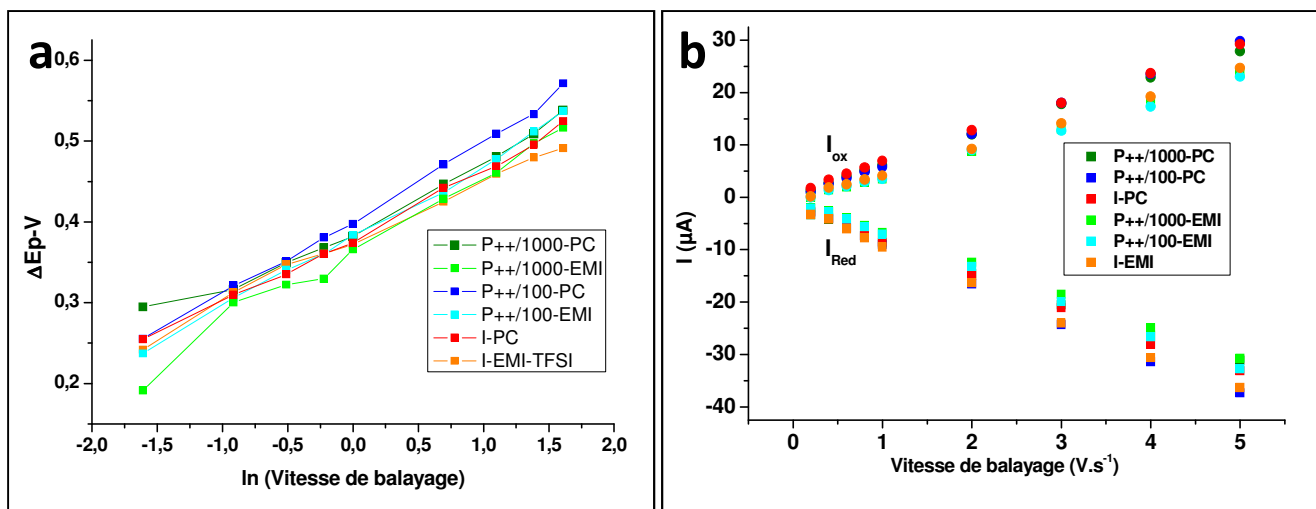 a
ΔEp-V
0,6
0,5
0,4
0,3
0,2
-2,0 -1,5 -1,0 -0,5 0,0 0,5 1,0 1,5 2,0
ln (Vitesse de balayage)
P++/1000-PC
P++/1000-EMI
P++/100-PC
P++/100-EMI
I-PC
I-EMI-TFSI
b
I (µA)
30
20
10
0
-10
-20
-30
-40
I ox
I Red
0 1 2 3 4 5
Vitesse de balayage (V.s⁻¹)
P++/1000-PC
P++/100-PC
I-PC
P++/1000-EMI
P++/100-EMI
I-EMI